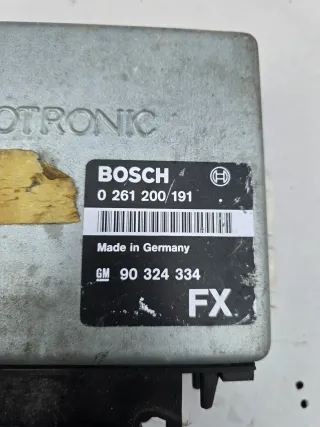 OTRONIC
BOSCH
0 261 200 191
Made in Germany
GM 90 324 334
FX